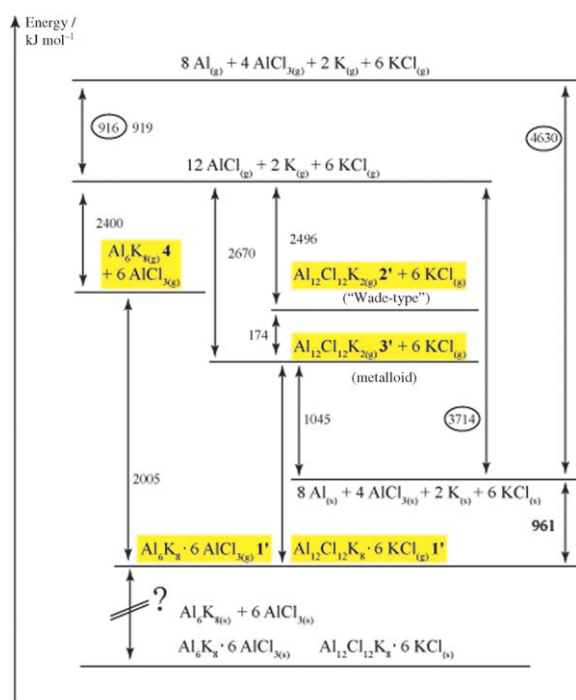 Energy /
kJ mol⁻¹
8 Al(g) + 4 AlCl3(g) + 2 K(g) + 6 KCl(g)
916 919
4630
12 AlCl(g) + 2 K(g) + 6 KCl(g)
2400
2670
2496
Al6K8(g) 4
+ 6 AlCl3(g)
Al12Cl12K2(g) 2' + 6 KCl(g)
("Wade-type")
174
Al12Cl12K2(g) 3' + 6 KCl(g)
(metalloid)
1045
3714
2005
8 Al(s) + 4 AlCl3(s) + 2 K(s) + 6 KCl(s)
961
Al6K8 · 6 AlCl3(g) 1'
Al12Cl12K8 · 6 KCl(g) 1'
?
Al6K8(s) + 6 AlCl3(s)
Al6K8 · 6 AlCl3(s) Al12Cl12K8 · 6 KCl(s)